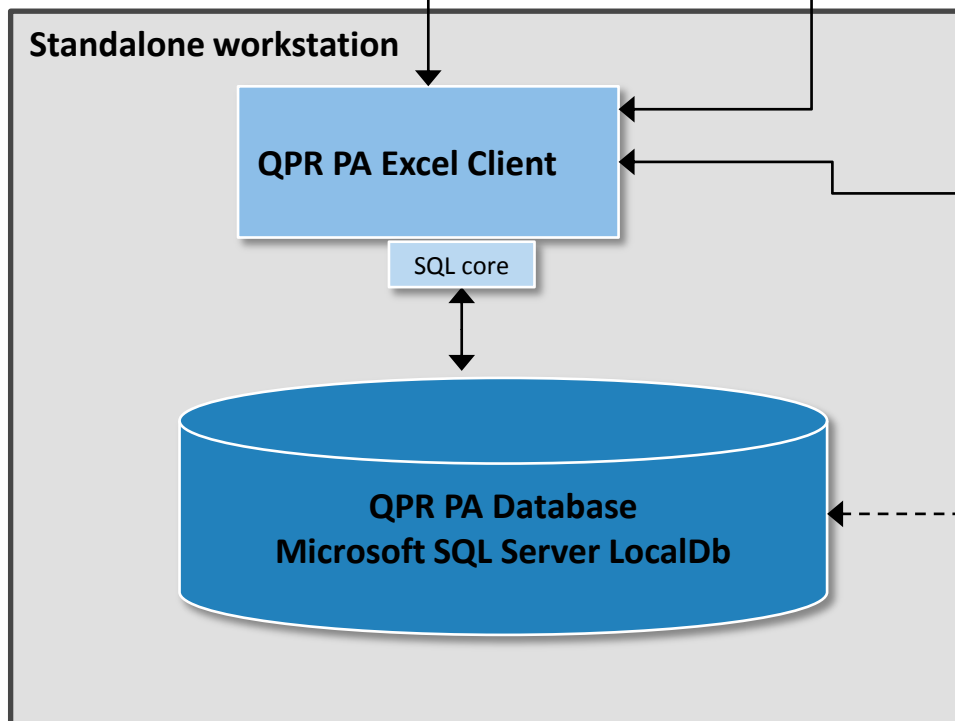 Standalone workstation
QPR PA Excel Client
SQL core
QPR PA Database
Microsoft SQL Server LocalDb